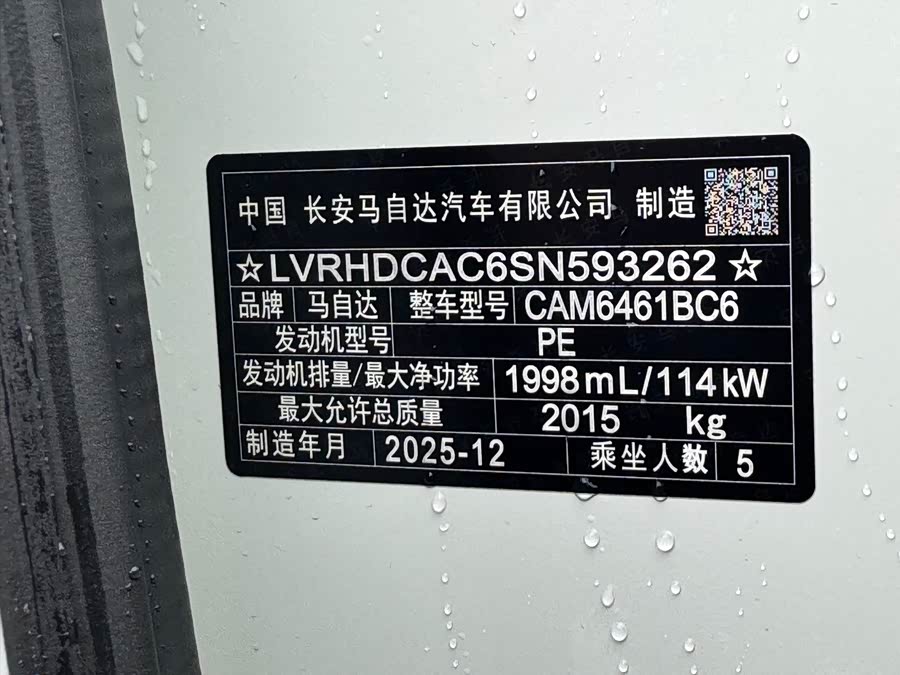 中国 长安马自达汽车有限公司 制造
☆LVRHDCAC6SN593262☆
品牌 马自达 整车型号 CAM6461BC6
发动机型号 PE
发动机排量/最大净功率 1998mL/114kW
最大允许总质量 2015 kg
制造年月 2025-12 乘坐人数 5